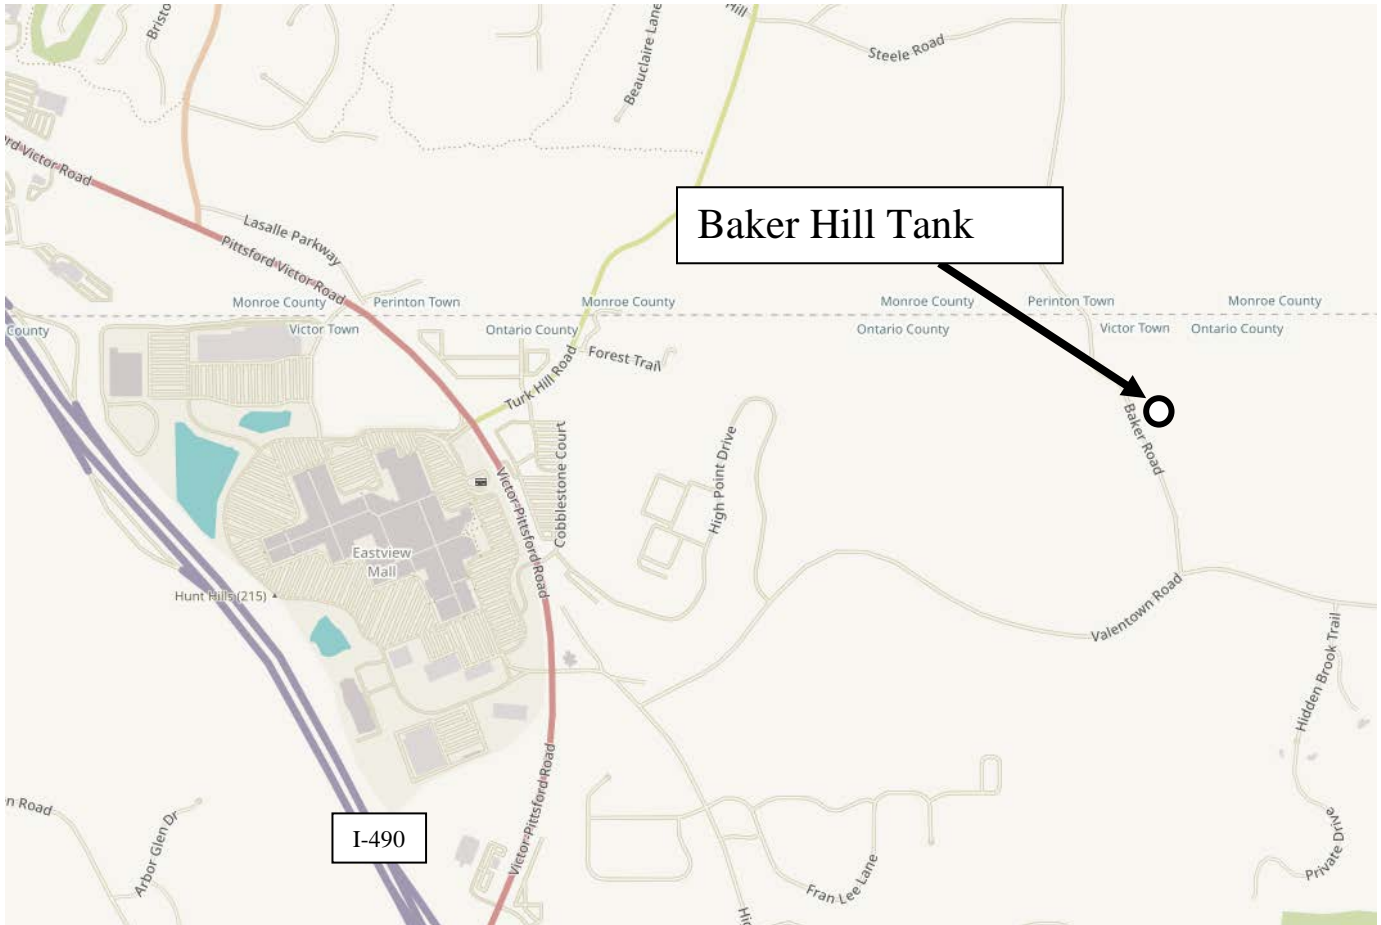 Bristo
Hill
Beauclaire Lane
Steele Road
ord Victor Road
Lasalle Parkway
Pittsford Victor Road
Baker Hill Tank
Monroe County
Perinton Town
Monroe County
Monroe County
Perinton Town
Monroe County
County
Victor Town
Ontario County
Ontario County
Victor Town
Ontario County
Forest Trail
Turk Hill Road
Baker Road
High Point Drive
Cobblestone Court
Victor-Pittsford Road
Eastview
Mall
Hunt Hills (215)
Valentown Road
Hidden Brook Trail
Victor-Pittsford Road
n Road
Arbor Glen Dr
I-490
Fran Lee Lane
Private Drive
Hig